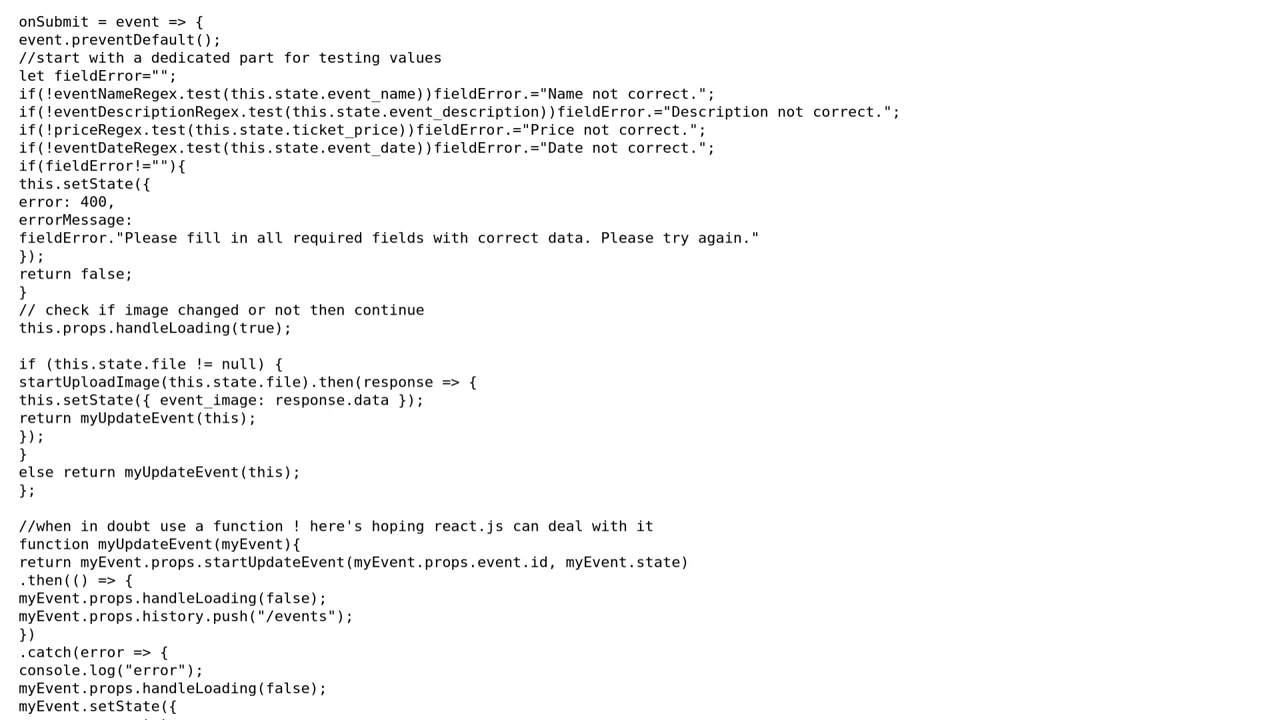 onSubmit = event => {
event.preventDefault();
//start with a dedicated part for testing values
let fieldError="";
if(!eventNameRegex.test(this.state.event_name))fieldError.="Name not correct.";
if(!eventDescriptionRegex.test(this.state.event_description))fieldError.="Description not correct.";
if(!priceRegex.test(this.state.ticket_price))fieldError.="Price not correct.";
if(!eventDateRegex.test(this.state.event_date))fieldError.="Date not correct.";
if(fieldError!=""){
this.setState({
error: 400,
errorMessage:
fieldError."Please fill in all required fields with correct data. Please try again."
});
return false;
}
// check if image changed or not then continue
this.props.handleLoading(true);

if (this.state.file != null) {
startUploadImage(this.state.file).then(response => {
this.setState({ event_image: response.data });
return myUpdateEvent(this);
});
}
else return myUpdateEvent(this);
};

//when in doubt use a function ! here's hoping react.js can deal with it
function myUpdateEvent(myEvent){
return myEvent.props.startUpdateEvent(myEvent.props.event.id, myEvent.state)
.then(() => {
myEvent.props.handleLoading(false);
myEvent.props.history.push("/events");
})
.catch(error => {
console.log("error");
myEvent.props.handleLoading(false);
myEvent.setState({